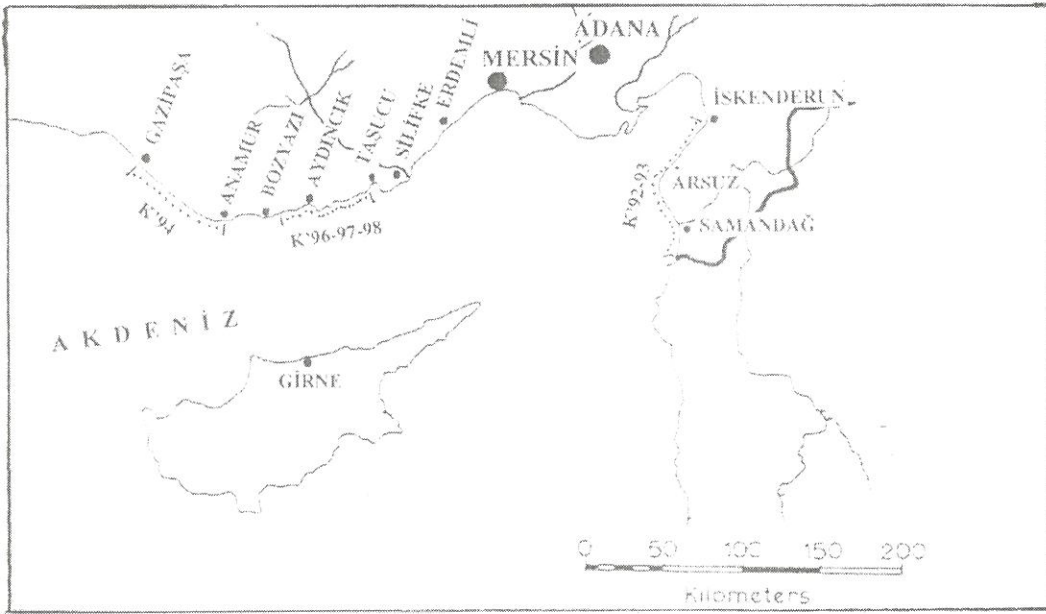 ADANA
MERSİN
ERDEMLİ
SİLİFKE
TAŞUCU
AYDINCIK
BOZYAZI
ANAMUR
GAZİPAŞA
İSKENDERUN
ARSUZ
SAMANDAĞ
K'94
K'96-97-98
K'92-93
AKDENİZ
GİRNE
0 50 100 150 200
Kilometers